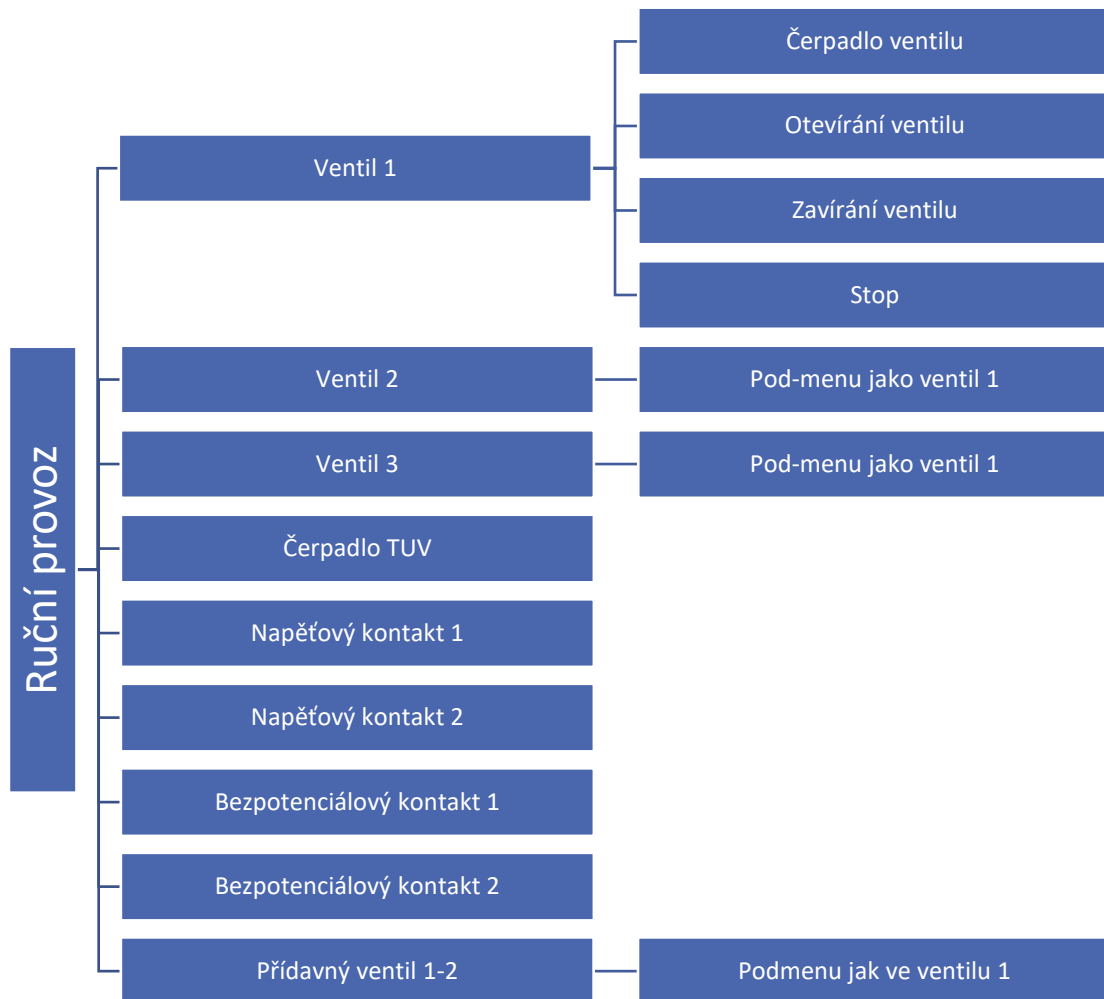 Ruční provoz
Ventil 1
Čerpadlo ventilu
Otevírání ventilu
Zavírání ventilu
Stop
Ventil 2
Pod-menu jako ventil 1
Ventil 3
Pod-menu jako ventil 1
Čerpadlo TUV
Napěťový kontakt 1
Napěťový kontakt 2
Bezpotenciálový kontakt 1
Bezpotenciálový kontakt 2
Přídavný ventil 1-2
Podmenu jak ve ventilu 1